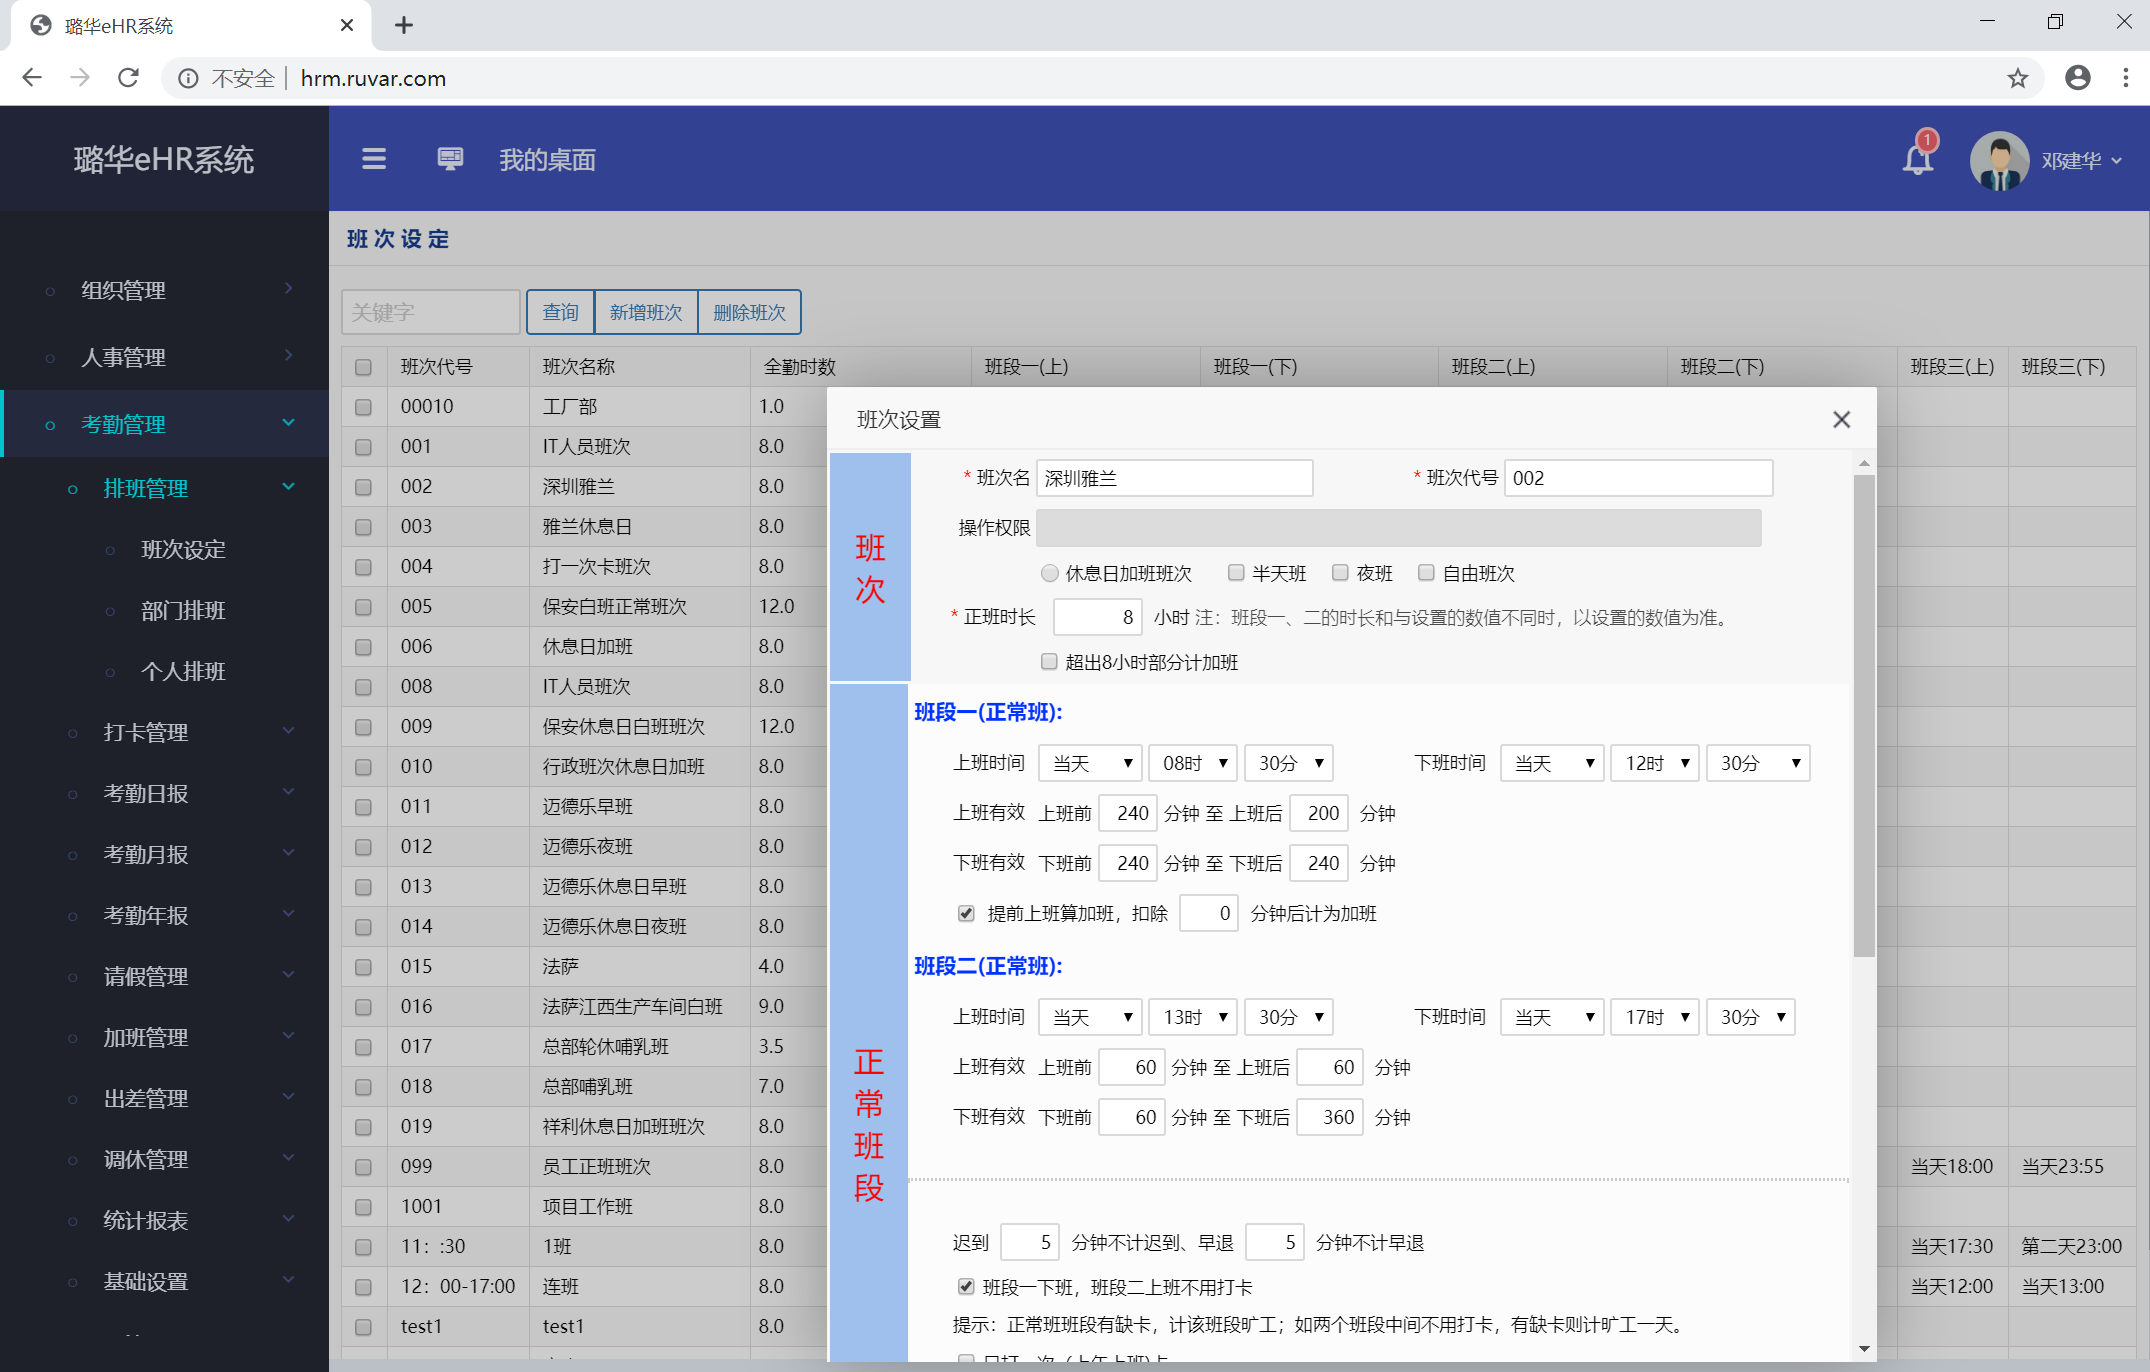 璐华eHR系统
不安全 hrm.ruvar.com
璐华eHR系统
我的桌面
1
邓建华
组织管理
人事管理
考勤管理
排班管理
班次设定
部门排班
个人排班
打卡管理
考勤日报
考勤月报
考勤年报
请假管理
加班管理
出差管理
调休管理
统计报表
基础设置
班次设定
关键字 查询 新增班次 删除班次
班次代号 班次名称 全勤时数 班段一(上) 班段一(下) 班段二(上) 班段二(下) 班段三(上) 班段三(下)
00010 工厂部 1.0
001 IT人员班次 8.0
002 深圳雅兰 8.0
003 雅兰休息日 8.0
004 打一次卡班次 8.0
005 保安白班正常班次 12.0
006 休息日加班 8.0
008 IT人员班次 8.0
009 保安休息日白班班次 12.0
010 行政班次休息日加班 8.0
011 迈德乐早班 8.0
012 迈德乐夜班 8.0
013 迈德乐休息日早班 8.0
014 迈德乐休息日夜班 8.0
015 法萨 4.0
016 法萨江西生产车间白班 9.0
017 总部轮休哺乳班 3.5
018 总部哺乳班 7.0
019 祥利休息日加班班次 8.0
099 员工正班班次 8.0 当天18:00 当天23:55
1001 项目工作班 8.0
11：:30 1班 8.0 当天17:30 第二天23:00
12：00-17:00 连班 8.0 当天12:00 当天13:00
test1 test1 8.0
班次设置
班次
* 班次名 深圳雅兰 * 班次代号 002
操作权限
休息日加班班次 半天班 夜班 自由班次
* 正班时长 8 小时 注：班段一、二的时长和与设置的数值不同时，以设置的数值为准。
超出8小时部分计加班
正常班段
班段一(正常班):
上班时间 当天 08时 30分 下班时间 当天 12时 30分
上班有效 上班前 240 分钟 至 上班后 200 分钟
下班有效 下班前 240 分钟 至 下班后 240 分钟
提前上班算加班，扣除 0 分钟后计为加班
班段二(正常班):
上班时间 当天 13时 30分 下班时间 当天 17时 30分
上班有效 上班前 60 分钟 至 上班后 60 分钟
下班有效 下班前 60 分钟 至 下班后 360 分钟
迟到 5 分钟不计迟到、早退 5 分钟不计早退
班段一下班，班段二上班不用打卡
提示：正常班班段有缺卡，计该班段旷工；如两个班段中间不用打卡，有缺卡则计旷工一天。